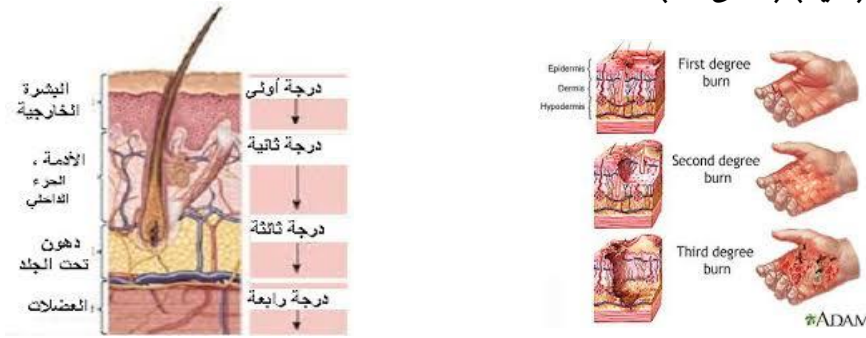 البشرة
الخارجية
الأدمة ،
الجزء
الداخلي
دهون
تحت الجلد
العضلات
درجة أولى
درجة ثانية
درجة ثالثة
درجة رابعة
Epidermis
Dermis
Hypodermis
First degree
burn
Second degree
burn
Third degree
burn
ADAM